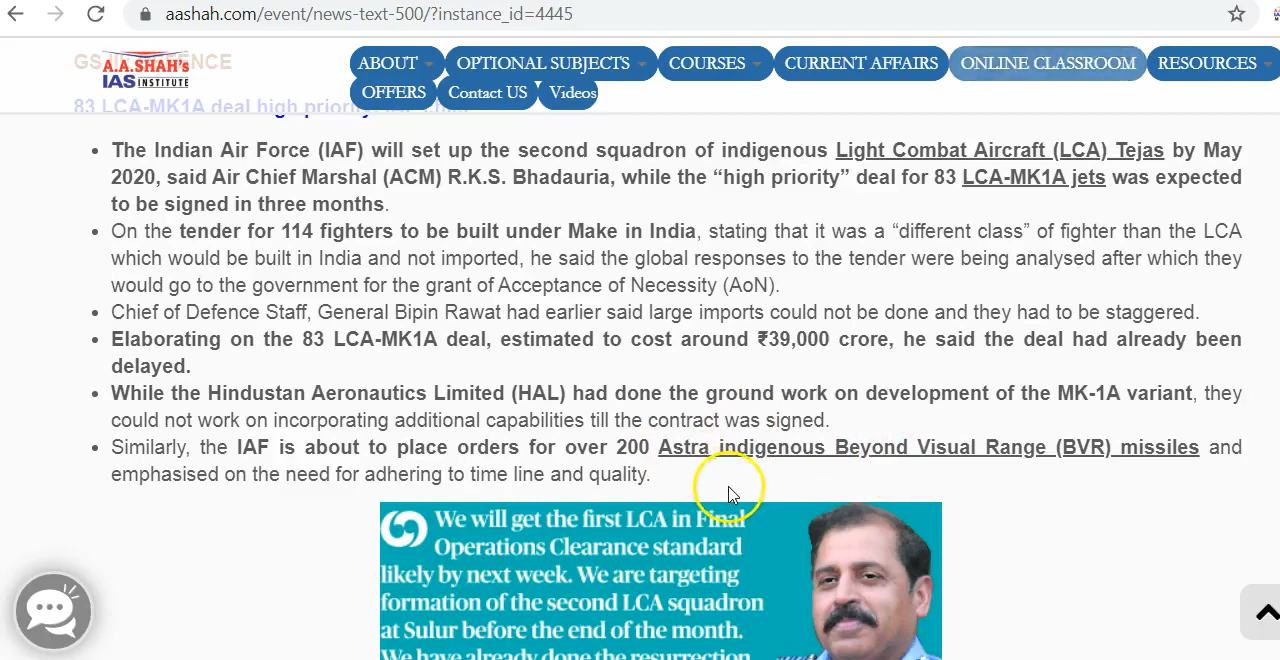 aashah.com/event/news-text-500/?instance_id=4445
A.A.SHAH's
IAS INSTITUTE
ABOUT
OPTIONAL SUBJECTS
COURSES
CURRENT AFFAIRS
ONLINE CLASSROOM
RESOURCES
OFFERS
Contact US
Videos
83 LCA-MK1A deal high priority
• The Indian Air Force (IAF) will set up the second squadron of indigenous Light Combat Aircraft (LCA) Tejas by May
2020, said Air Chief Marshal (ACM) R.K.S. Bhadauria, while the “high priority” deal for 83 LCA-MK1A jets was expected
to be signed in three months.
• On the tender for 114 fighters to be built under Make in India, stating that it was a “different class” of fighter than the LCA
which would be built in India and not imported, he said the global responses to the tender were being analysed after which they
would go to the government for the grant of Acceptance of Necessity (AoN).
• Chief of Defence Staff, General Bipin Rawat had earlier said large imports could not be done and they had to be staggered.
• Elaborating on the 83 LCA-MK1A deal, estimated to cost around ₹39,000 crore, he said the deal had already been
delayed.
• While the Hindustan Aeronautics Limited (HAL) had done the ground work on development of the MK-1A variant, they
could not work on incorporating additional capabilities till the contract was signed.
• Similarly, the IAF is about to place orders for over 200 Astra indigenous Beyond Visual Range (BVR) missiles and
emphasised on the need for adhering to time line and quality.
We will get the first LCA in Final
Operations Clearance standard
likely by next week. We are targeting
formation of the second LCA squadron
at Sulur before the end of the month.
We have already done the resurrection